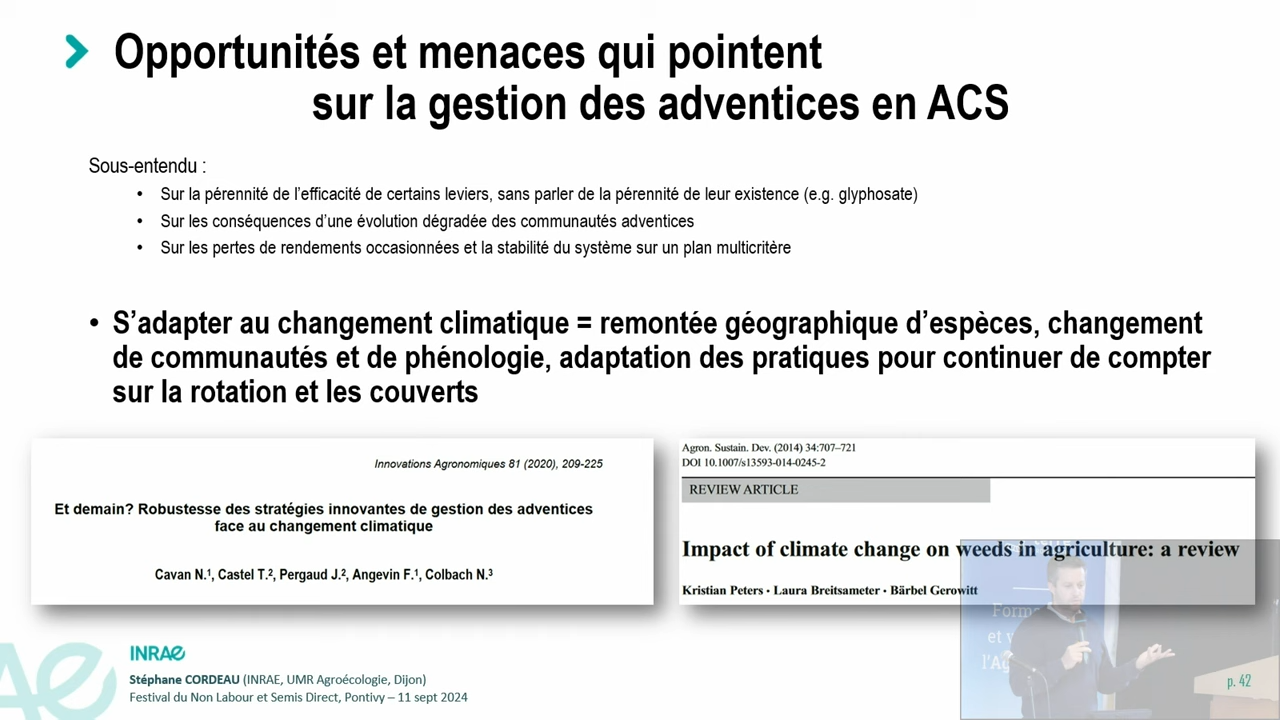 Opportunités et menaces qui pointent
sur la gestion des adventices en ACS
Sous-entendu :
• Sur la pérennité de l’efficacité de certains leviers, sans parler de la pérennité de leur existence (e.g. glyphosate)
• Sur les conséquences d’une évolution dégradée des communautés adventices
• Sur les pertes de rendements occasionnées et la stabilité du système sur un plan multicritère
• S’adapter au changement climatique = remontée géographique d’espèces, changement
de communautés et de phénologie, adaptation des pratiques pour continuer de compter
sur la rotation et les couverts
Innovations Agronomiques 81 (2020), 209-225
Et demain? Robustesse des stratégies innovantes de gestion des adventices
face au changement climatique
Cavan N.¹, Castel T.², Pergaud J.², Angevin F.¹, Colbach N.³
Agron. Sustain. Dev. (2014) 34:707–721
DOI 10.1007/s13593-014-0245-2
REVIEW ARTICLE
Impact of climate change on weeds in agriculture: a review
Kristian Peters • Laura Breitsameter • Bärbel Gerowitt
Forma
et
l'Ag
INRAE
Stéphane CORDEAU (INRAE, UMR Agroécologie, Dijon)
Festival du Non Labour et Semis Direct, Pontivy – 11 sept 2024
p. 42